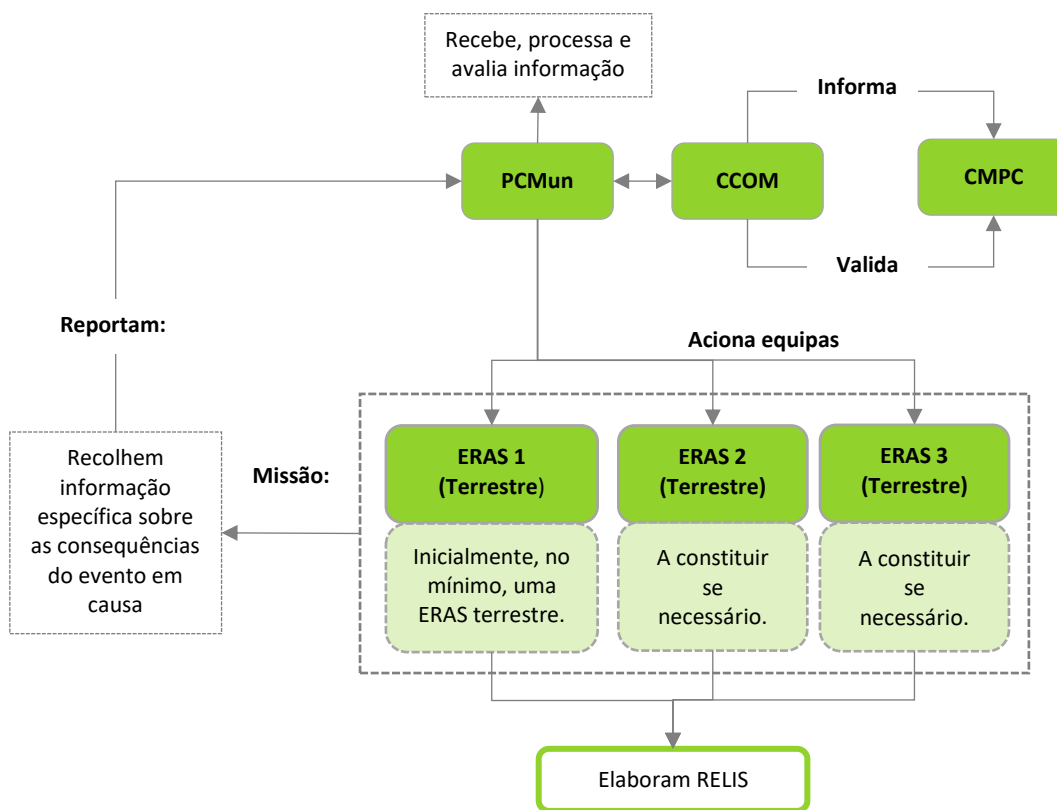 Recebe, processa e
avalia informação
Informa
PCMun
CCOM
CMPC
Valida
Reportam:
Aciona equipas
Recolhem
informação
específica sobre
as consequências
do evento em
causa
Missão:
ERAS 1
(Terrestre)
ERAS 2
(Terrestre)
ERAS 3
(Terrestre)
Inicialmente, no
mínimo, uma
ERAS terrestre.
A constituir
se
necessário.
A constituir
se
necessário.
Elaboram RELIS